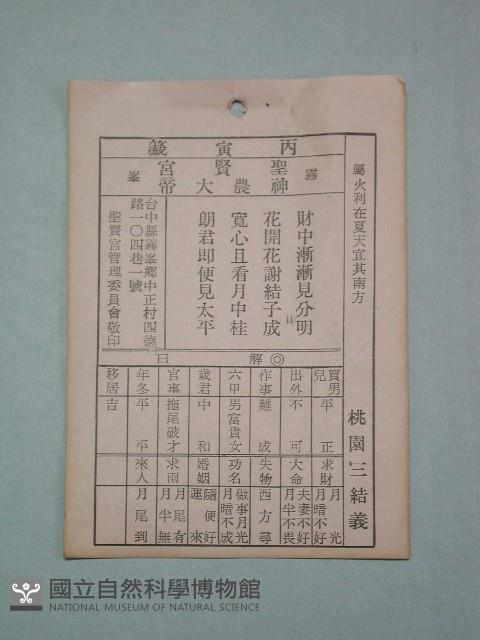 屬火利在夏天宜其南方
桃園三結義
丙寅籤
霧峯
聖賢宮
神農大帝
財中漸漸見分明
花開花謝結子成
寬心且看月中桂
朗君即便見太平
台中縣霧峯鄉中正村四德
路一〇四巷一號
聖賢宮管理委員會敬印
◎解曰
買男兒 平正
求財 月光好 月暗不好
出外 不可
大命 夫妻不好 月半不畏
作事 難成
失物 西方尋
六甲 男富貴女
功名 做事月光 月暗不成
歲君 中和
婚姻 隨便好 運來
官事 拖尾破才
求雨 月尾有 月半無
年冬 平平
來人 月尾到
移居 吉
國立自然科學博物館
NATIONAL MUSEUM OF NATURAL SCIENCE